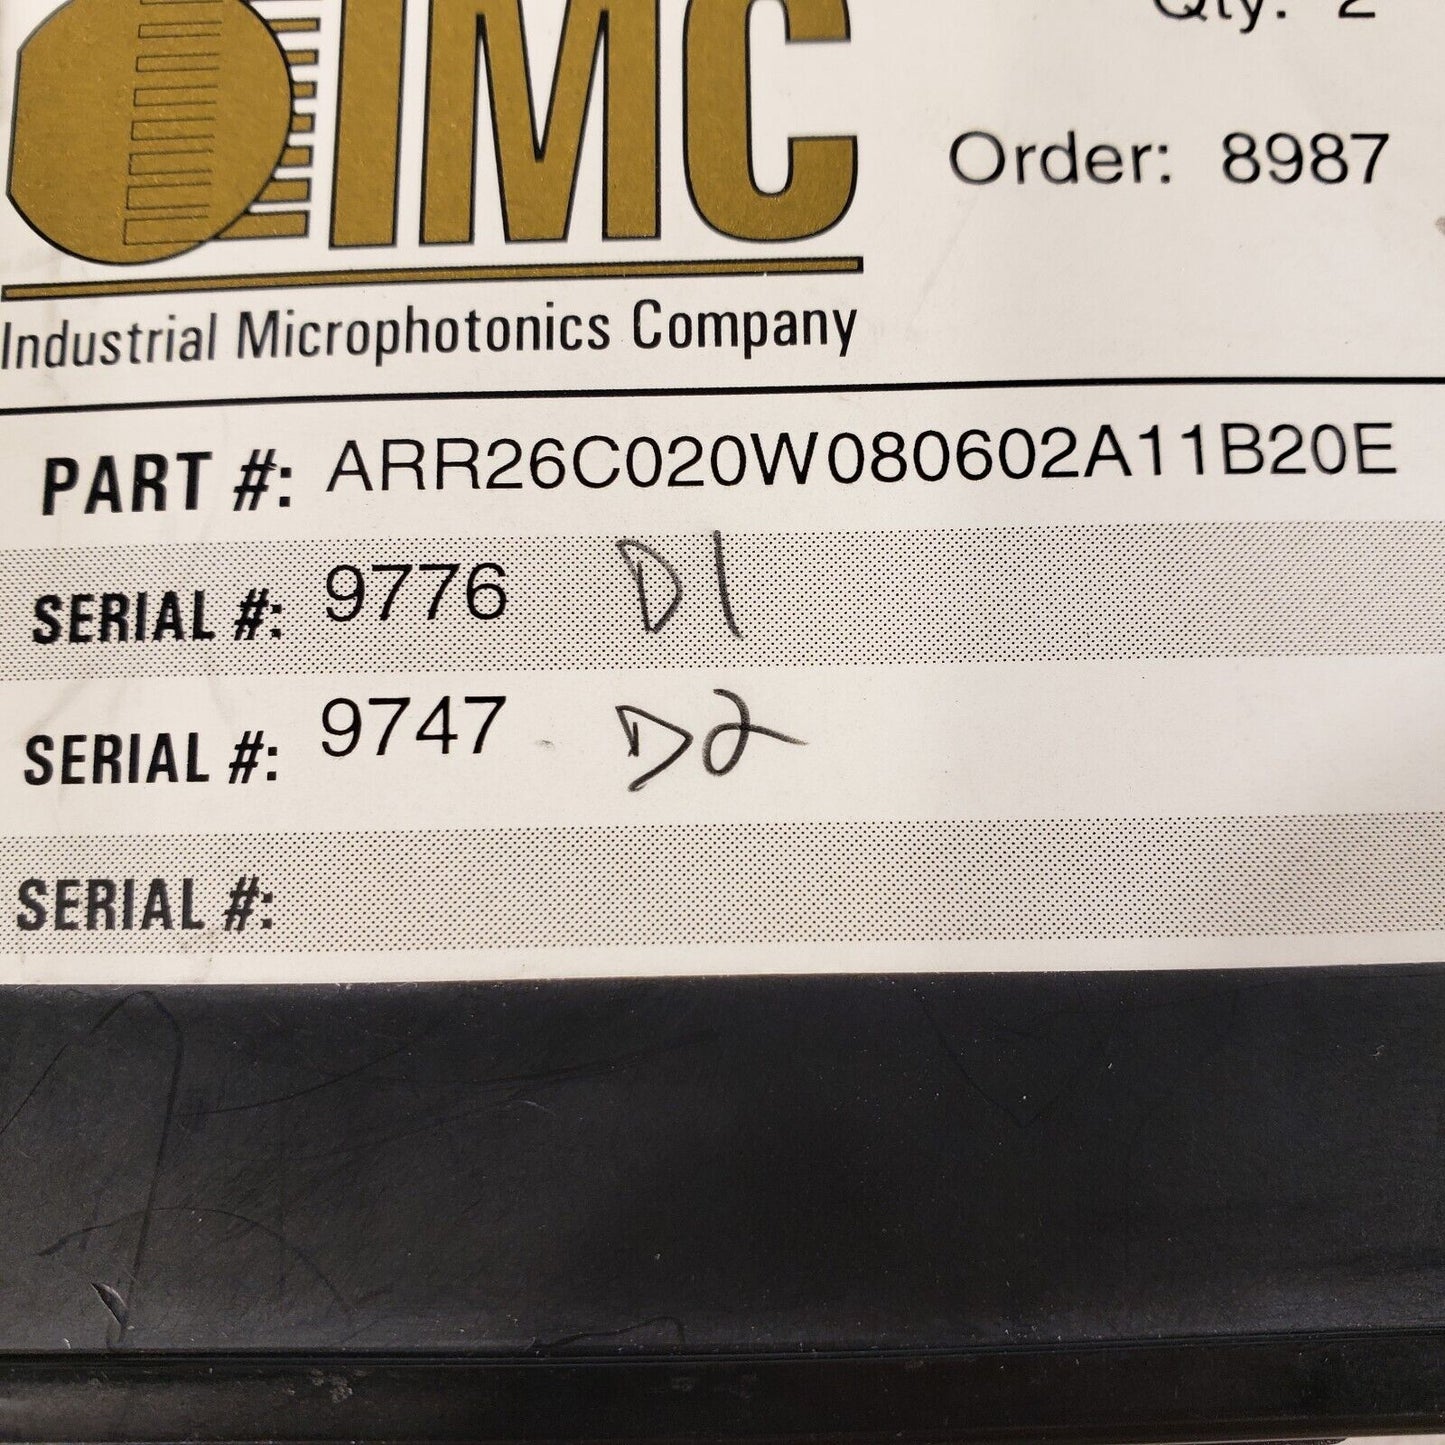 Qty: 2
IMC
Order: 8987
Industrial Microphotonics Company
PART #: ARR26C020W080602A11B20E
SERIAL #: 9776 D1
SERIAL #: 9747 D2
SERIAL #: